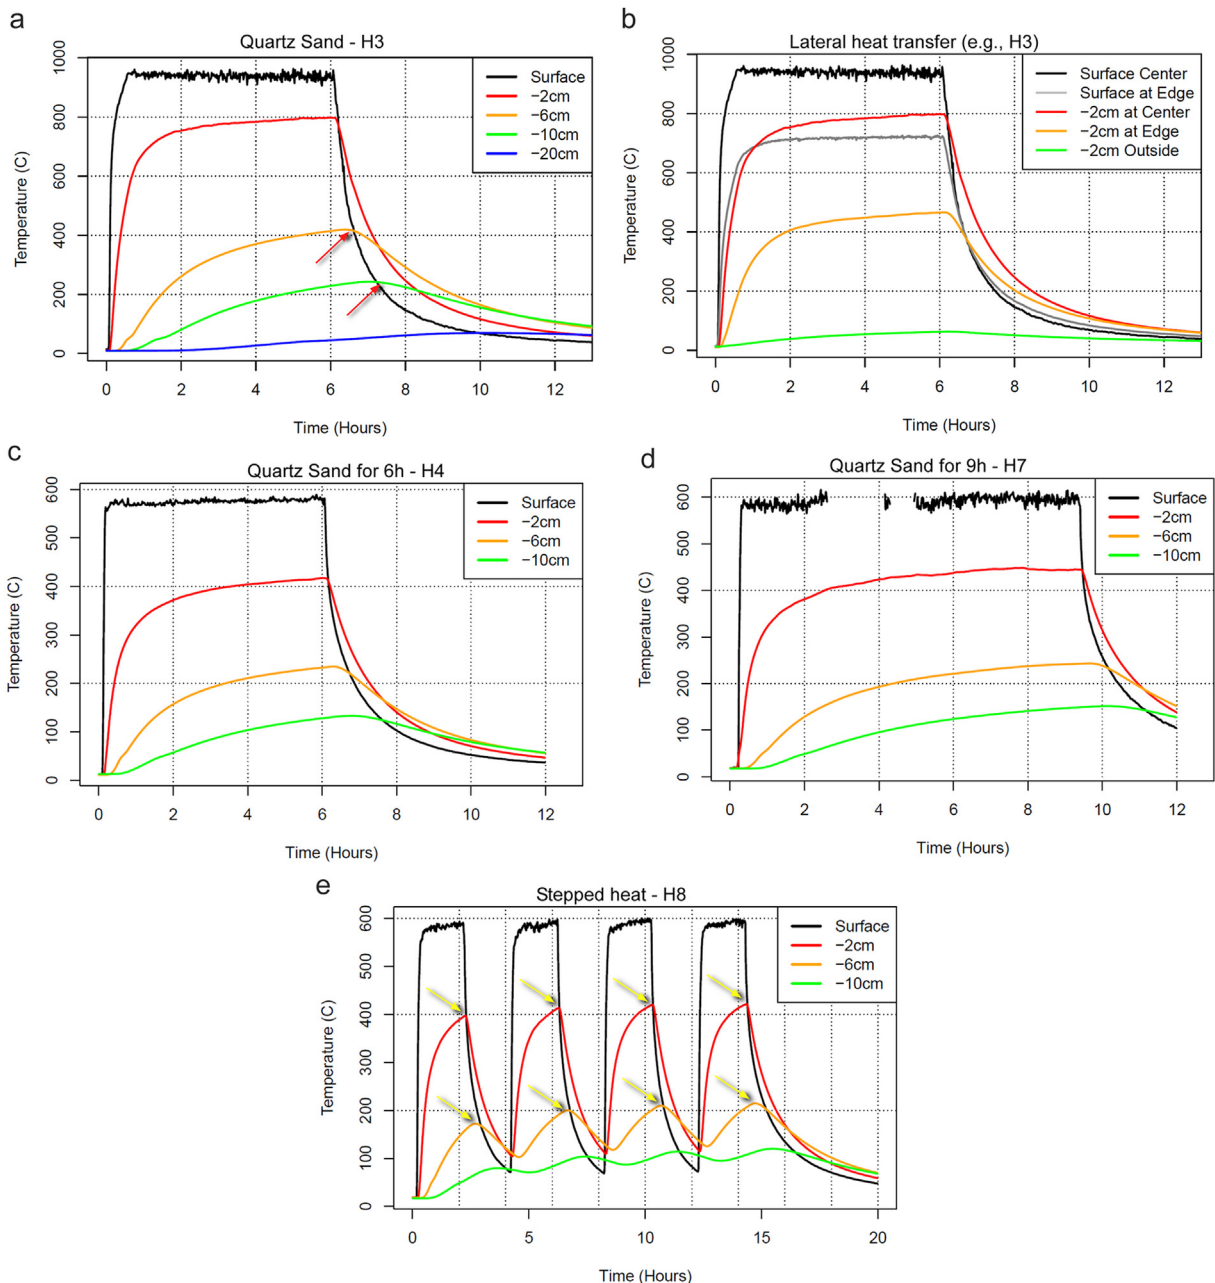 a
Quartz Sand - H3
Temperature (C)
0 200 400 600 800 1000
Surface
−2cm
−6cm
−10cm
−20cm
0 2 4 6 8 10 12
Time (Hours)
b
Lateral heat transfer (e.g., H3)
Temperature (C)
0 200 400 600 800 1000
Surface Center
Surface at Edge
−2cm at Center
−2cm at Edge
−2cm Outside
0 2 4 6 8 10 12
Time (Hours)
c
Quartz Sand for 6h - H4
Temperature (C)
0 100 200 300 400 500 600
Surface
−2cm
−6cm
−10cm
0 2 4 6 8 10 12
Time (Hours)
d
Quartz Sand for 9h - H7
Temperature (C)
0 100 200 300 400 500 600
Surface
−2cm
−6cm
−10cm
0 2 4 6 8 10 12
Time (Hours)
e
Stepped heat - H8
Temperature (C)
0 100 200 300 400 500 600
Surface
−2cm
−6cm
−10cm
0 5 10 15 20
Time (Hours)